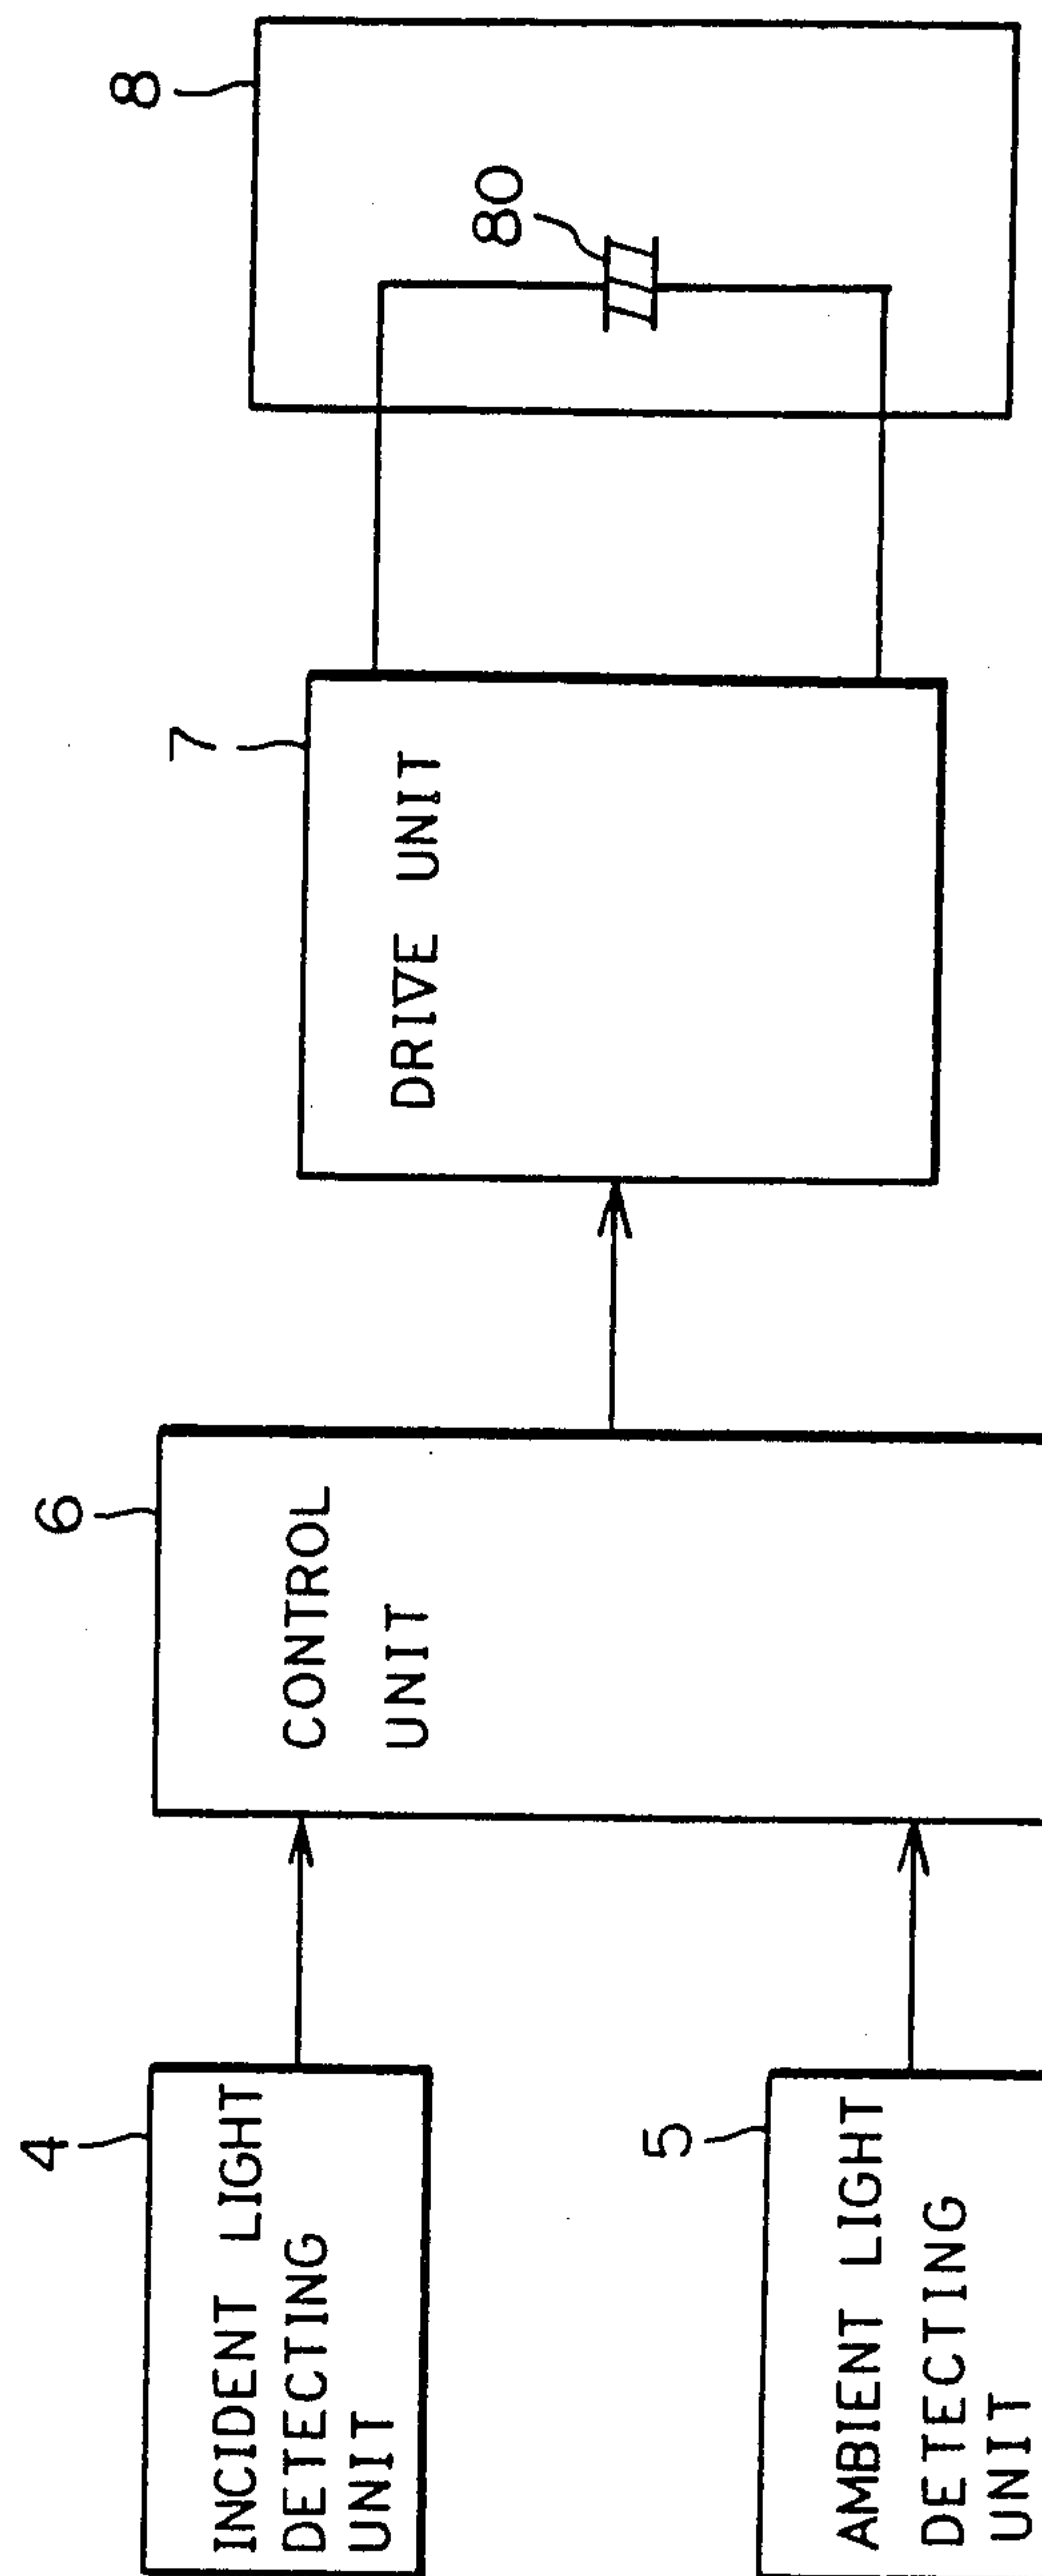 4
INCIDENT LIGHT
DETECTING
UNIT
5
AMBIENT LIGHT
DETECTING
UNIT
6
CONTROL
UNIT
7
DRIVE UNIT
8
80